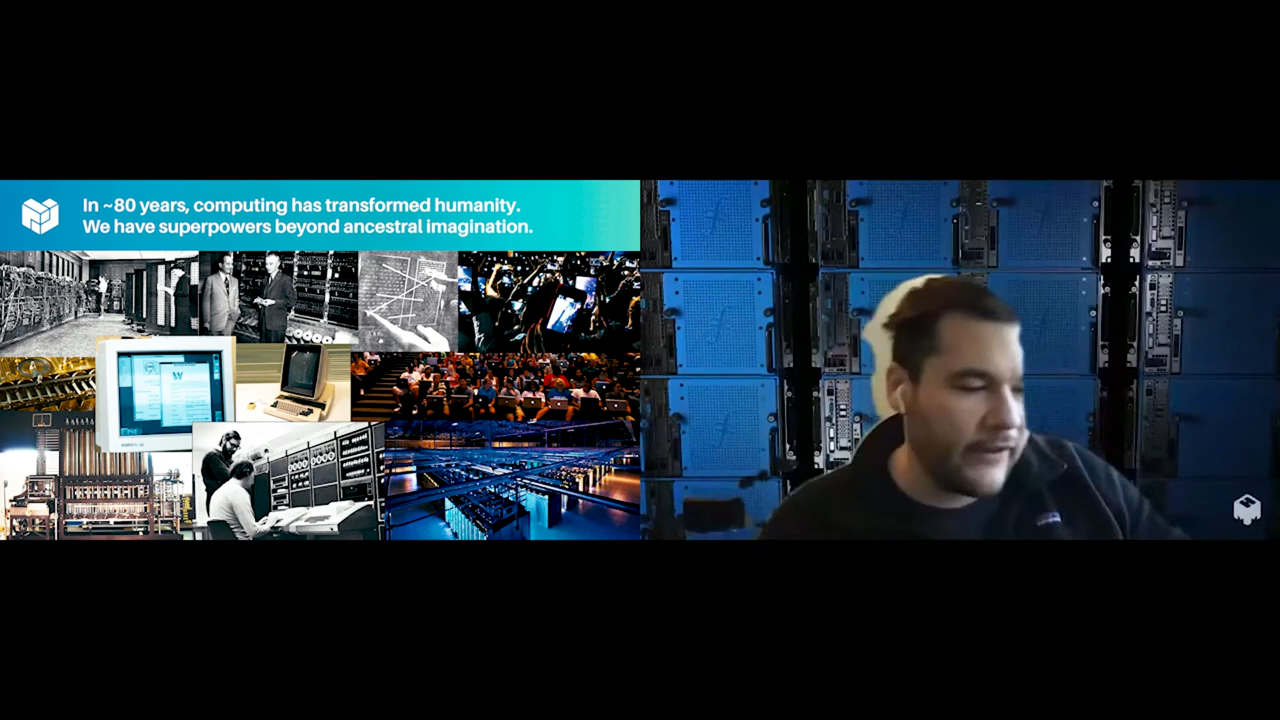 In ~80 years, computing has transformed humanity.
We have superpowers beyond ancestral imagination.
W